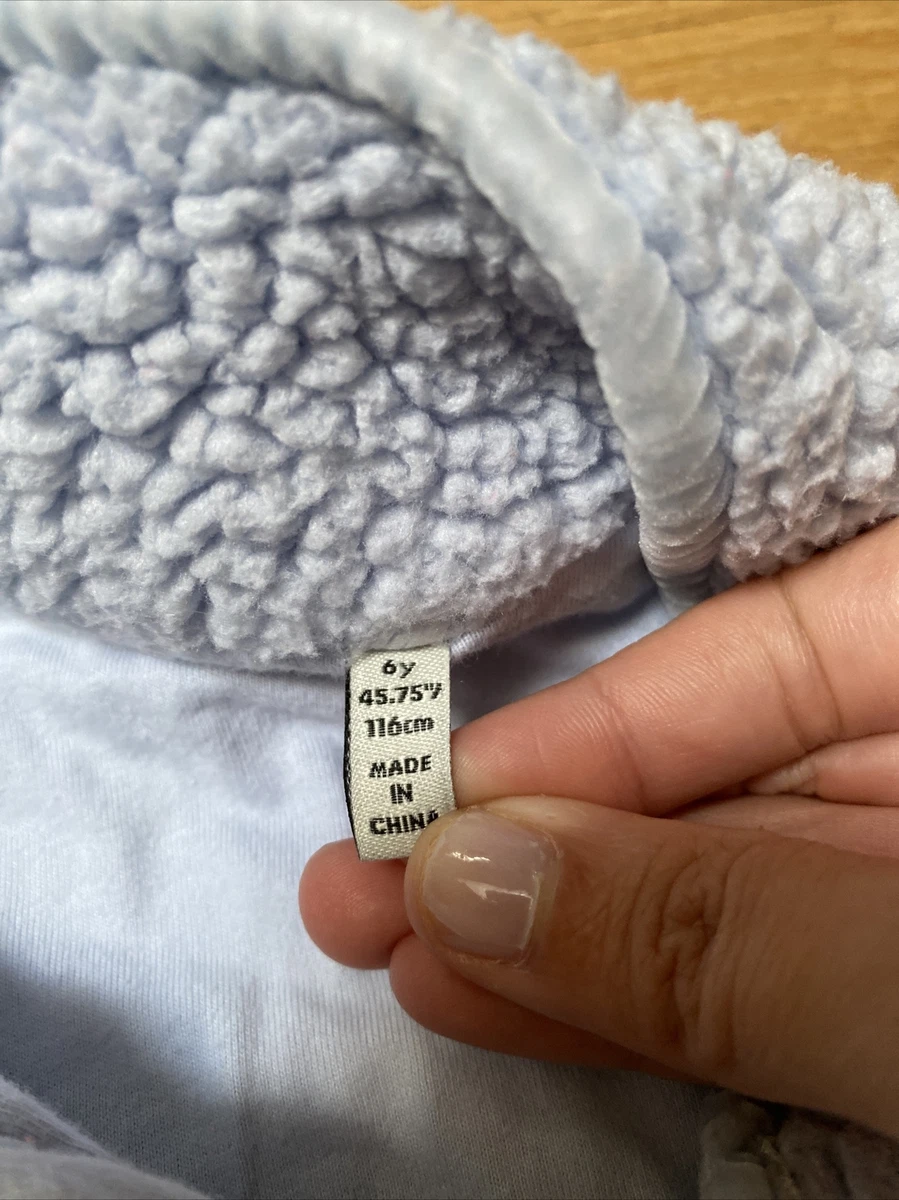 6y
45.75"/
116cm
MADE
IN
CHINA